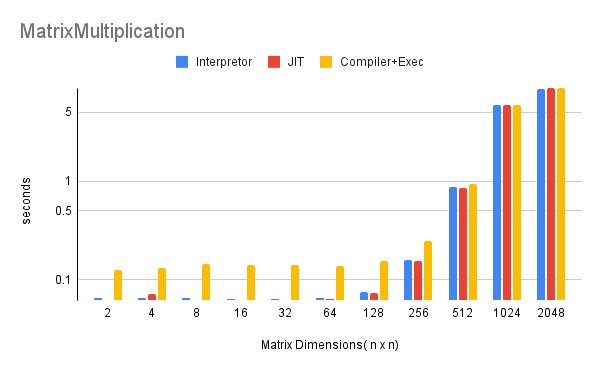 MatrixMultiplication
Interpretor JIT Compiler+Exec
5
1
0.5
0.1
seconds
2 4 8 16 32 64 128 256 512 1024 2048
Matrix Dimensions( n x n)